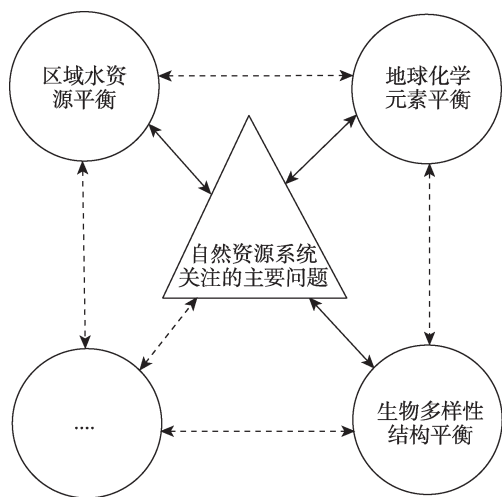 区域水资
源平衡
地球化学
元素平衡
自然资源系统
关注的主要问题
....
生物多样性
结构平衡